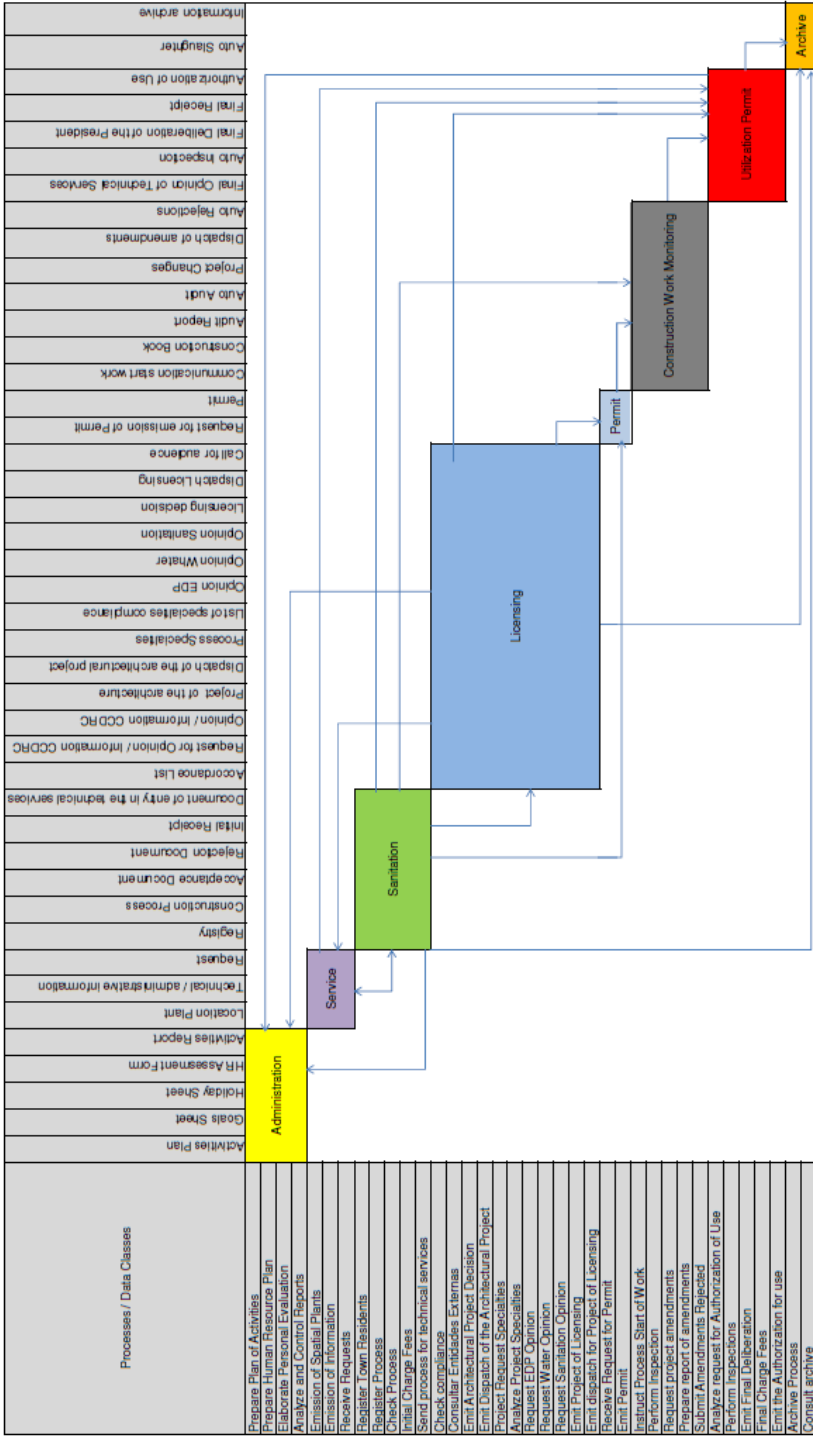 Information archive
Auto Slaughter
Authorization of Use
Final Receipt
Final Deliberation of the President
Auto Inspection
Final Opinion of Technical Services
Auto Rejections
Dispatch of amendments
Project Changes
Auto Audit
Audit Report
Construction Book
Communication start work
Permit
Request for emission of Permit
Call for audience
Dispatch Licensing
Licensing decision
Opinion Sanitation
Opinion Whater
Opinion EDP
List of specialties compliance
Process Specialties
Dispatch of the architectural project
Project of the architecture
Opinion / Information CCDRC
Request for Opinion / Information CCDRC
Accordance List
Document of entry in the technical services
Initial Receipt
Rejection Document
Acceptance Document
Construction Process
Registry
Request
Technical / administrative information
Location Plant
Activities Report
HR Assesment Form
Holiday Sheet
Goals Sheet
Activities Plan
Processes / Data Classes
Archive
Utilization Permit
Construction Work Monitoring
Permit
Licensing
Sanitation
Service
Administration
Prepare Plan of Activities
Prepare Human Resource Plan
Elaborate Personal Evaluation
Analyze and Control Reports
Emission of Spatial Plants
Emission of Information
Receive Requests
Register Town Residents
Register Process
Check Process
Initial Charge Fees
Send process for technical services
Check compliance
Consultar Entidades Externas
Emit Architectural Project Decision
Emit Dispatch of the Architectural Project
Project Request Specialties
Analyze Project Specialties
Request EDP Opinion
Request Water Opinion
Request Sanitation Opinion
Emit Project of Licensing
Emit dispatch for Project of Licensing
Receive Request for Permit
Emit Permit
Instruct Process Start of Work
Perform Inspection
Request project amendments
Prepare report of amendments
Submit Amendments Rejected
Analyze request for Authorization of Use
Perform Inspections
Emit Final Deliberation
Final Charge Fees
Emit the Authorization for use
Archive Process
Consult archive